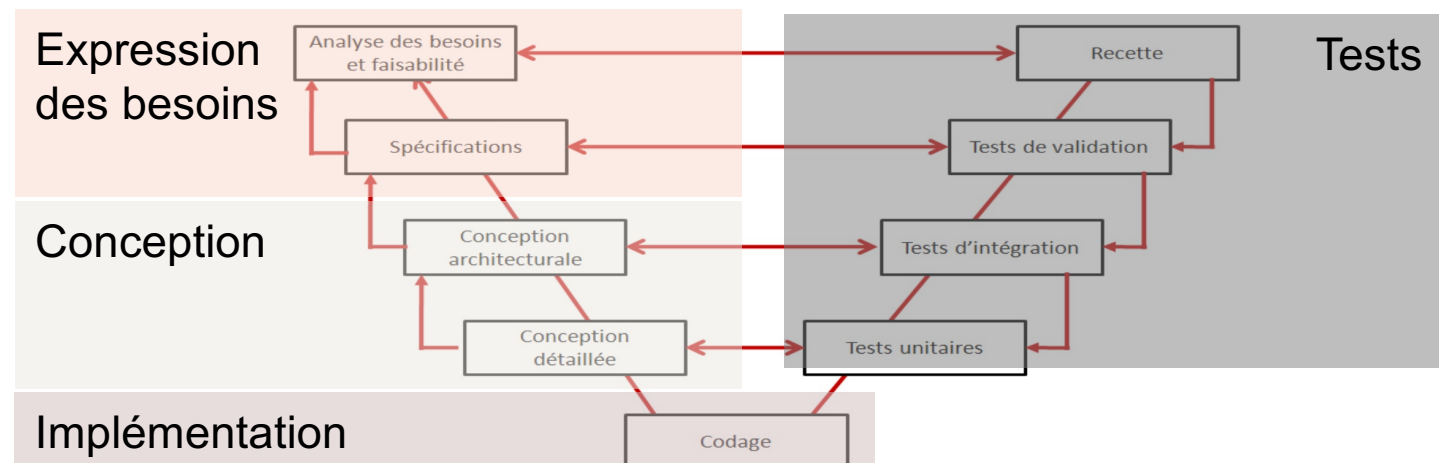 Expression
des besoins
Analyse des besoins
et faisabilité
Recette
Tests
Spécifications
Tests de validation
Conception
Conception
architecturale
Tests d'intégration
Conception
détaillée
Tests unitaires
Implémentation
Codage